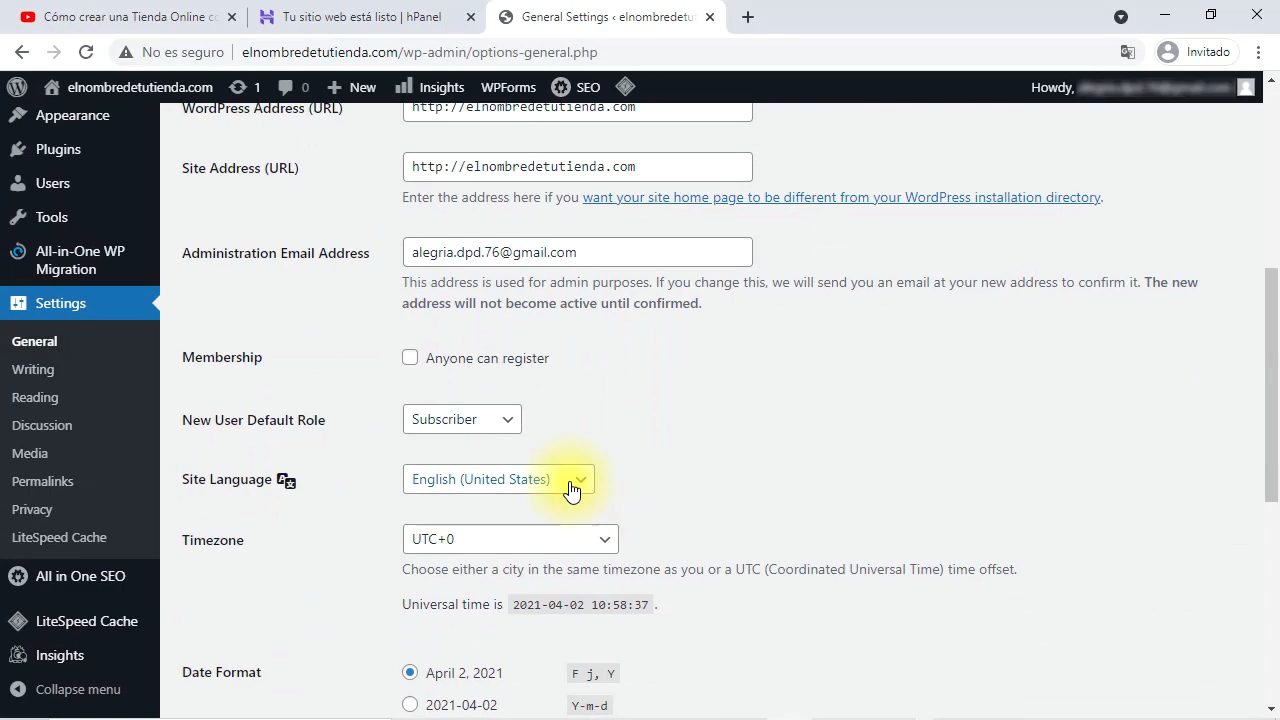 Cómo crear una Tienda Online co
Tu sitio web está listo | hPanel
General Settings ‹ elnombredetu
No es seguro
elnombredetutienda.com/wp-admin/options-general.php
Invitado
elnombredetutienda.com
1
0
New
Insights
WPForms
SEO
Howdy,
Appearance
Plugins
Users
Tools
All-in-One WP
Migration
Settings
General
Writing
Reading
Discussion
Media
Permalinks
Privacy
LiteSpeed Cache
All in One SEO
LiteSpeed Cache
Insights
Collapse menu
WordPress Address (URL)
http://elnombredetutienda.com
Site Address (URL)
http://elnombredetutienda.com
Enter the address here if you want your site home page to be different from your WordPress installation directory.
Administration Email Address
alegria.dpd.76@gmail.com
This address is used for admin purposes. If you change this, we will send you an email at your new address to confirm it. The new
address will not become active until confirmed.
Membership
Anyone can register
New User Default Role
Subscriber
Site Language
English (United States)
Timezone
UTC+0
Choose either a city in the same timezone as you or a UTC (Coordinated Universal Time) time offset.
Universal time is 2021-04-02 10:58:37.
Date Format
April 2, 2021
F j, Y
2021-04-02
Y-m-d